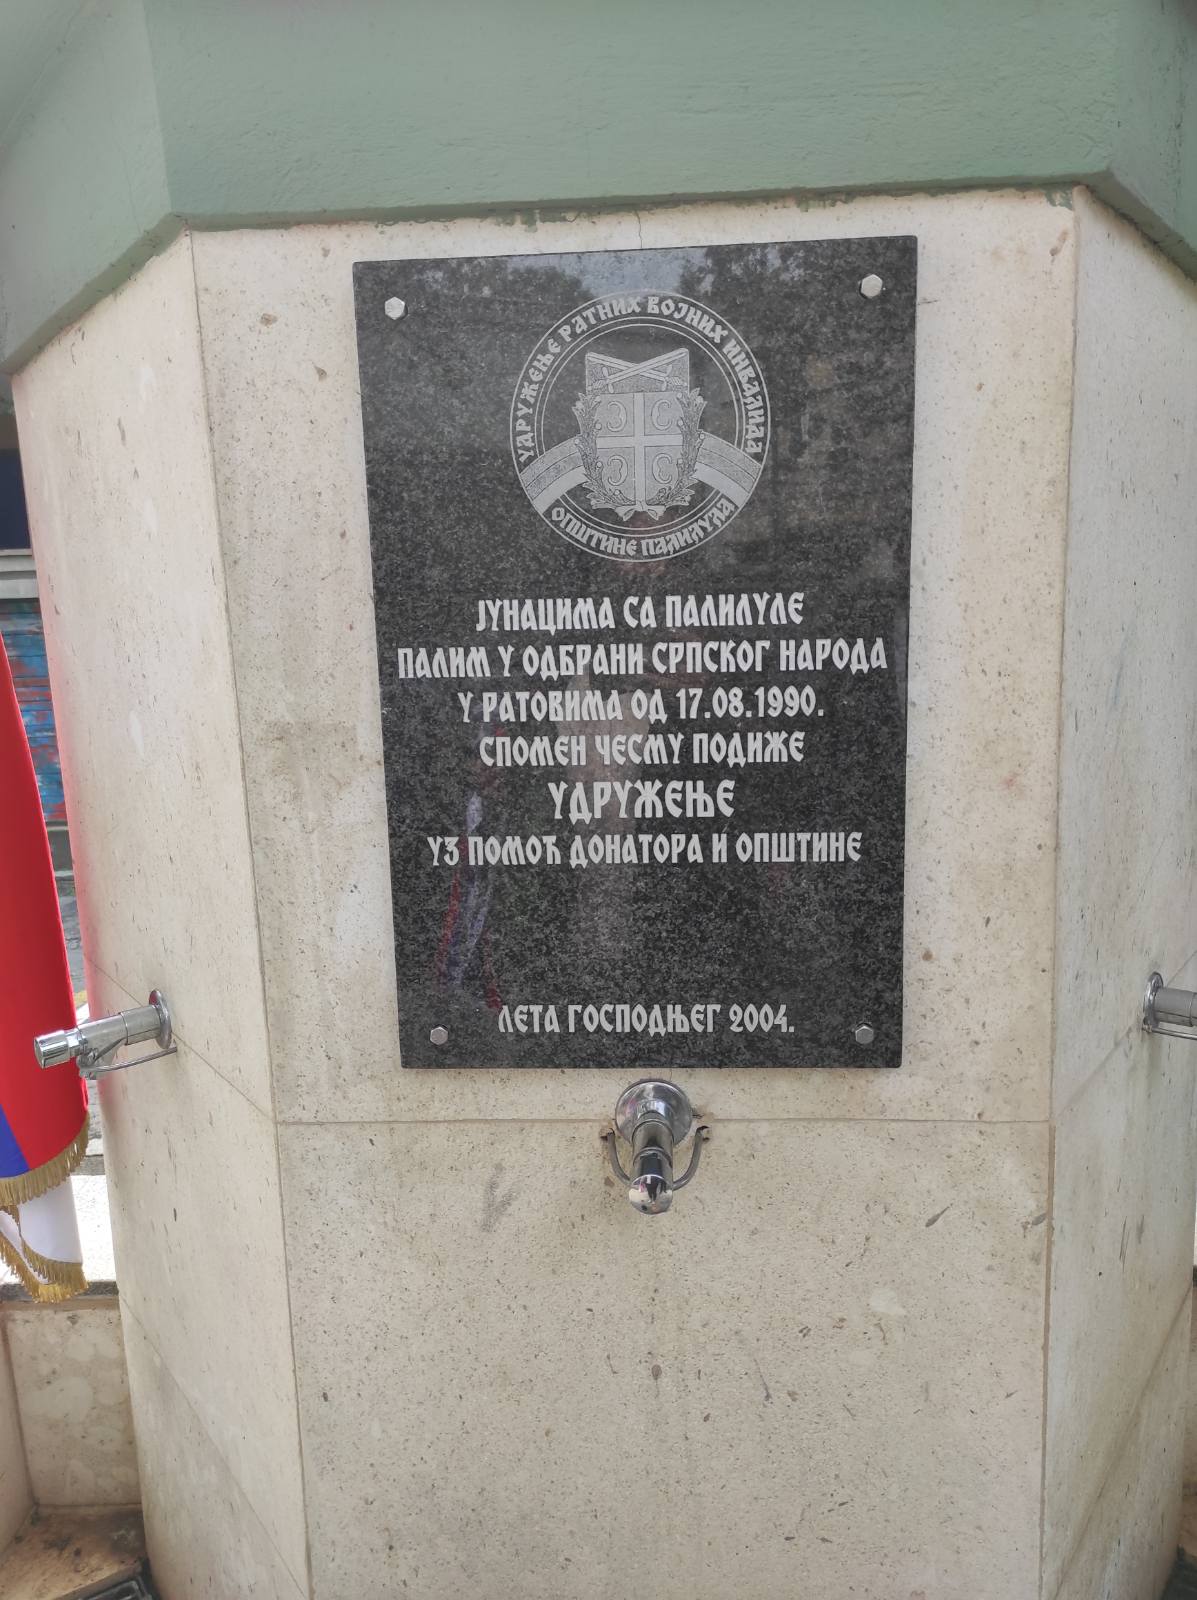 УДРУЖЕЊЕ РАТНИХ ВОЈНИХ ИНВАЛИДА
С С
С С
ОПШТИНЕ ПАЛИЛУЛА
ЈУНАЦИМА СА ПАЛИЛУЛЕ
ПАЛИМ У ОДБРАНИ СРПСКОГ НАРОДА
У РАТОВИМА ОД 17.08.1990.
СПОМЕН ЧЕСМУ ПОДИЖЕ
УДРУЖЕЊЕ
УЗ ПОМОЋ ДОНАТОРА И ОПШТИНЕ
ЛЕТА ГОСПОДЊЕГ 2004.